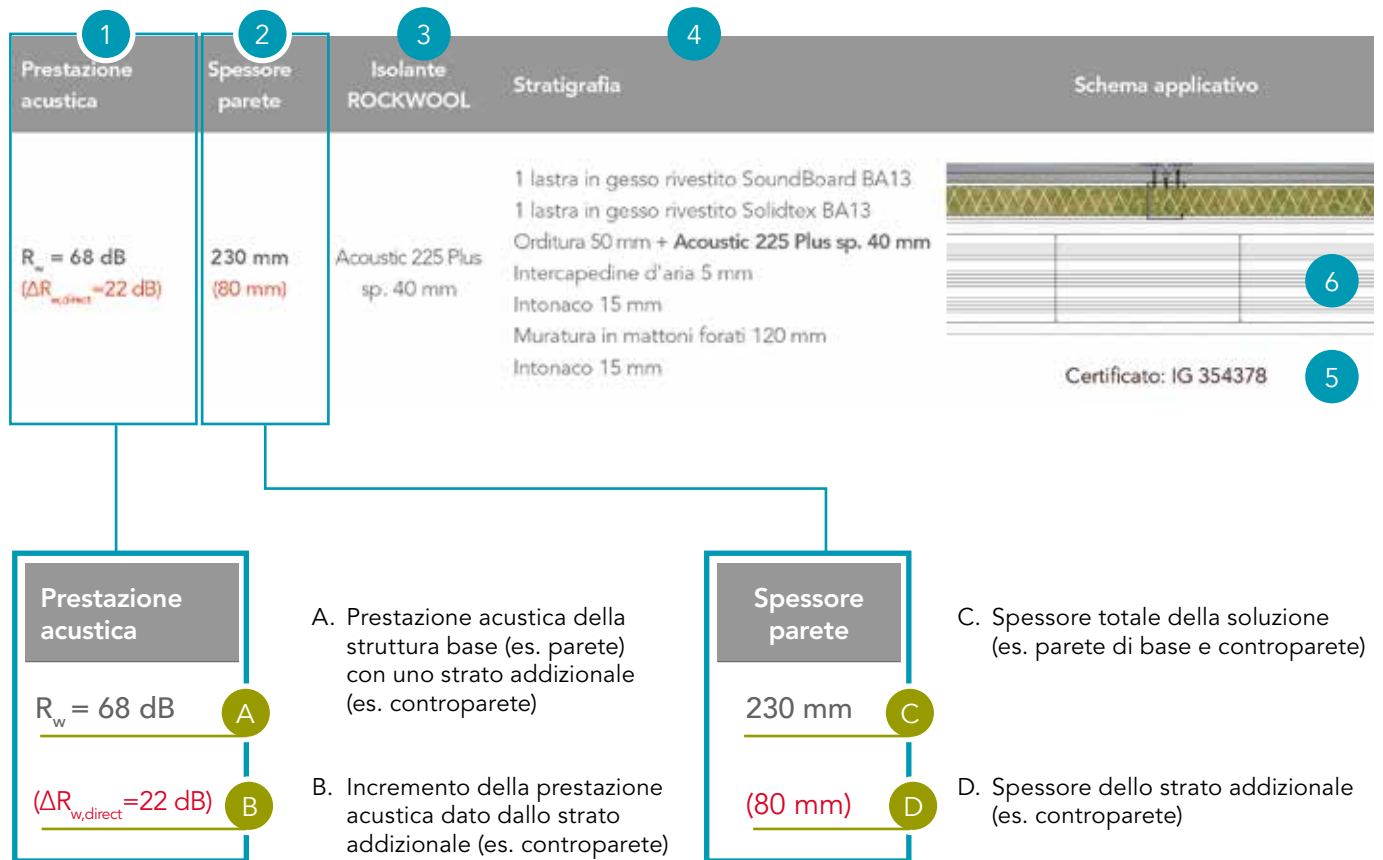 1
2
3
4
Prestazione acustica
Spessore parete
Isolante ROCKWOOL
Stratigrafia
Schema applicativo
R_w = 68 dB
(ΔR_w,direct=22 dB)
230 mm
(80 mm)
Acoustic 225 Plus
sp. 40 mm
1 lastra in gesso rivestito SoundBoard BA13
1 lastra in gesso rivestito Solidtex BA13
Orditura 50 mm + Acoustic 225 Plus sp. 40 mm
Intercapedine d'aria 5 mm
Intonaco 15 mm
Muratura in mattoni forati 120 mm
Intonaco 15 mm
6
Certificato: IG 354378
5
Prestazione
acustica
R_w = 68 dB
A
(ΔR_w,direct=22 dB)
B
A. Prestazione acustica della
struttura base (es. parete)
con uno strato addizionale
(es. controparete)
B. Incremento della prestazione
acustica dato dallo strato
addizionale (es. controparete)
Spessore
parete
230 mm
C
(80 mm)
D
C. Spessore totale della soluzione
(es. parete di base e controparete)
D. Spessore dello strato addizionale
(es. controparete)